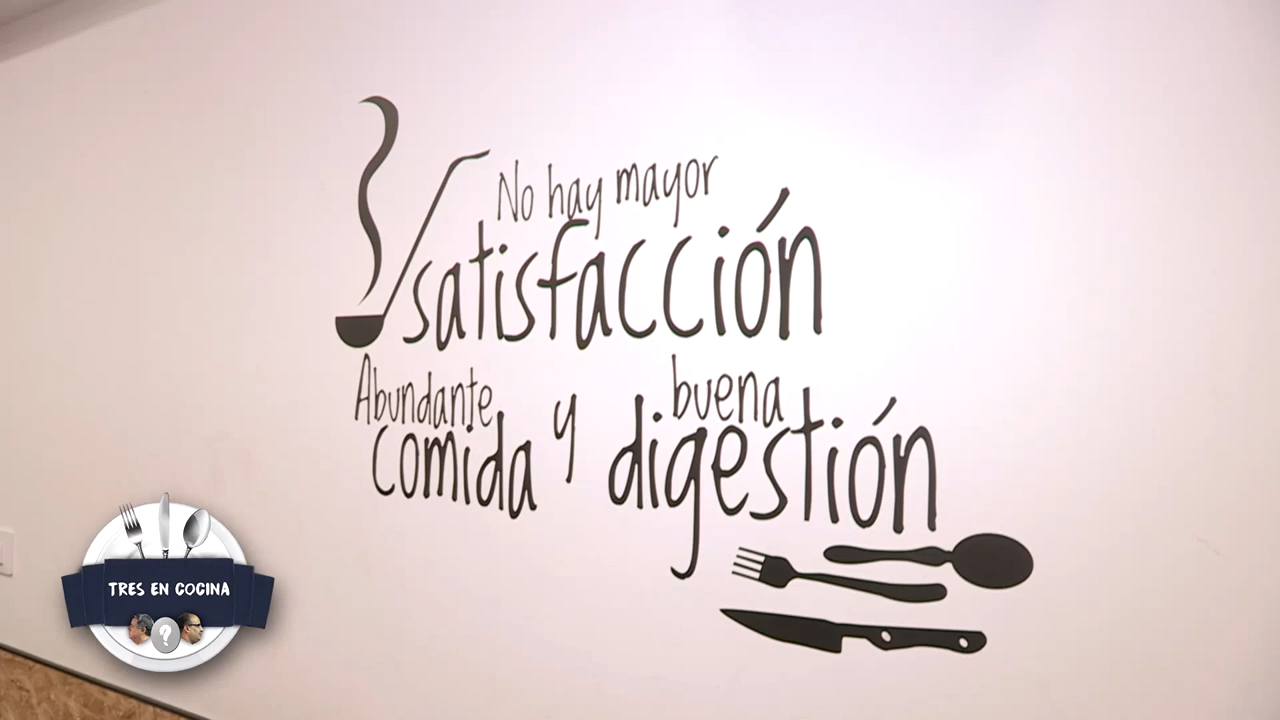 No hay mayor
satisfacción
Abundante
comida y
buena
digestión
TRES EN COCINA
?